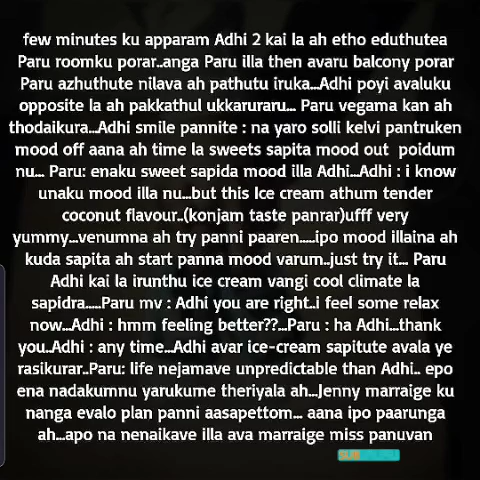 few minutes ku apparam Adhi 2 kai la ah etho eduthutea
Paru roomku porar..anga Paru illa then avaru balcony porar
Paru azhuthute nilava ah pathutu iruka...Adhi poyi avaluku
opposite la ah pakkathul ukkaruraru... Paru vegama kan ah
thodaikura...Adhi smile pannite : na yaro solli kelvi pantruken
mood off aana ah time la sweets sapita mood out poidum
nu... Paru: enaku sweet sapida mood illa Adhi...Adhi : i know
unaku mood illa nu...but this Ice cream athum tender
coconut flavour..(konjam taste panrar)ufff very
yummy...venumna ah try panni paaren.....ipo mood illaina ah
kuda sapita ah start panna mood varum..just try it... Paru
Adhi kai la irunthu ice cream vangi cool climate la
sapidra.....Paru mv : Adhi you are right..i feel some relax
now...Adhi : hmm feeling better??...Paru : ha Adhi...thank
you..Adhi : any time...Adhi avar ice-cream sapitute avala ye
rasikurar..Paru: life nejamave unpredictable than Adhi.. epo
ena nadakumnu yarukume theriyala ah...Jenny marraige ku
nanga evalo plan panni aasapettom... aana ipo paarunga
ah...apo na nenaikave illa ava marraige miss panuvan